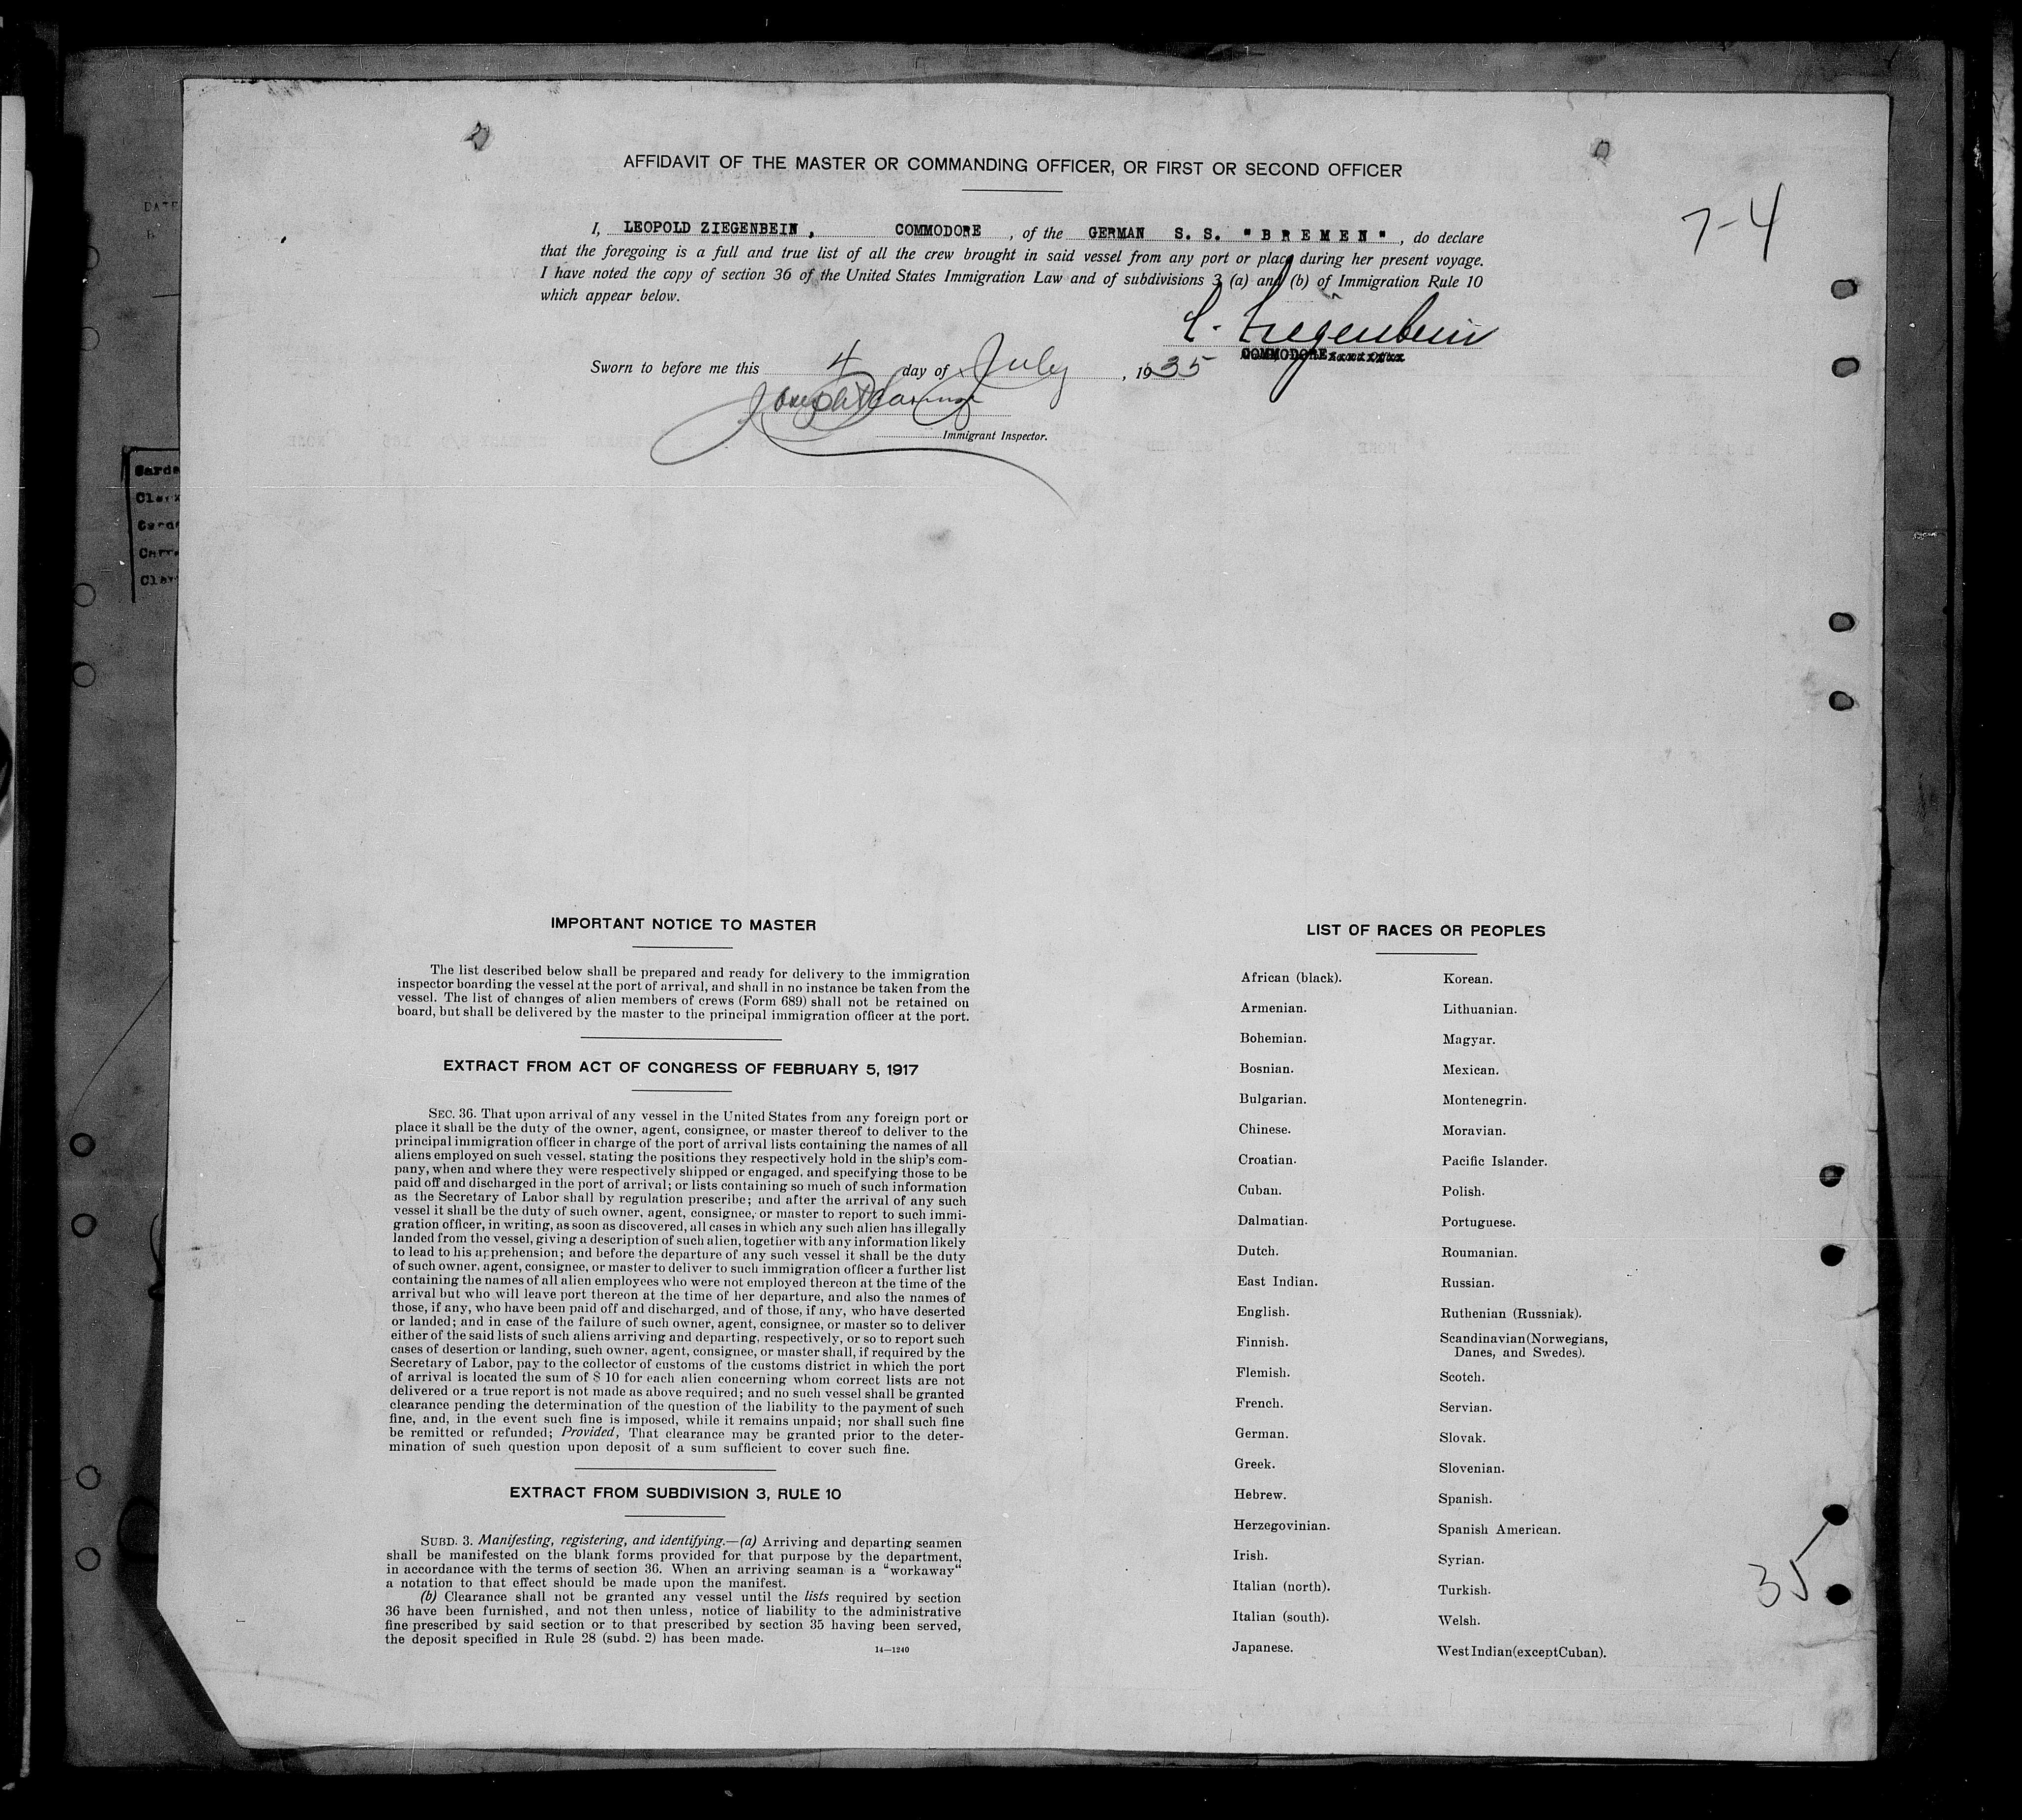 AFFIDAVIT OF THE MASTER OR COMMANDING OFFICER, OR FIRST OR SECOND OFFICER
7-4
I, LEOPOLD ZIEGENBEIN, COMMODORE, of the GERMAN S. S. "BREMEN", do declare
that the foregoing is a full and true list of all the crew brought in said vessel from any port or place during her present voyage.
I have noted the copy of section 36 of the United States Immigration Law and of subdivisions 3 (a) and (b) of Immigration Rule 10
which appear below.
L. Ziegenbein
COMMODORE
Sworn to before me this 4 day of July, 1935
Immigrant Inspector.
IMPORTANT NOTICE TO MASTER
The list described below shall be prepared and ready for delivery to the immigration
inspector boarding the vessel at the port of arrival, and shall in no instance be taken from the
vessel. The list of changes of alien members of crews (Form 689) shall not be retained on
board, but shall be delivered by the master to the principal immigration officer at the port.
EXTRACT FROM ACT OF CONGRESS OF FEBRUARY 5, 1917
SEC. 36. That upon arrival of any vessel in the United States from any foreign port or
place it shall be the duty of the owner, agent, consignee, or master thereof to deliver to the
principal immigration officer in charge of the port of arrival lists containing the names of all
aliens employed on such vessel, stating the positions they respectively hold in the ship's com-
pany, when and where they were respectively shipped or engaged, and specifying those to be
paid off and discharged in the port of arrival; or lists containing so much of such information
as the Secretary of Labor shall by regulation prescribe; and after the arrival of any such
vessel it shall be the duty of such owner, agent, consignee, or master to report to such immi-
gration officer, in writing, as soon as discovered, all cases in which any such alien has illegally
landed from the vessel, giving a description of such alien, together with any information likely
to lead to his apprehension; and before the departure of any such vessel it shall be the duty
of such owner, agent, consignee, or master to deliver to such immigration officer a further list
containing the names of all alien employees who were not employed thereon at the time of the
arrival but who will leave port thereon at the time of her departure, and also the names of
those, if any, who have been paid off and discharged, and of those, if any, who have deserted
or landed; and in case of the failure of such owner, agent, consignee, or master so to deliver
either of the said lists of such aliens arriving and departing, respectively, or so to report such
cases of desertion or landing, such owner, agent, consignee, or master shall, if required by the
Secretary of Labor, pay to the collector of customs of the customs district in which the port
of arrival is located the sum of $ 10 for each alien concerning whom correct lists are not
delivered or a true report is not made as above required; and no such vessel shall be granted
clearance pending the determination of the question of the liability to the payment of such
fine, and, in the event such fine is imposed, while it remains unpaid; nor shall such fine
be remitted or refunded; Provided, That clearance may be granted prior to the deter-
mination of such question upon deposit of a sum sufficient to cover such fine.
EXTRACT FROM SUBDIVISION 3, RULE 10
SUBD. 3. Manifesting, registering, and identifying.—(a) Arriving and departing seamen
shall be manifested on the blank forms provided for that purpose by the department,
in accordance with the terms of section 36. When an arriving seaman is a "workaway"
a notation to that effect should be made upon the manifest.
(b) Clearance shall not be granted any vessel until the lists required by section
36 have been furnished, and not then unless, notice of liability to the administrative
fine prescribed by said section or to that prescribed by section 35 having been served,
the deposit specified in Rule 28 (subd. 2) has been made.
14—1240
LIST OF RACES OR PEOPLES
African (black).
Armenian.
Bohemian.
Bosnian.
Bulgarian.
Chinese.
Croatian.
Cuban.
Dalmatian.
Dutch.
East Indian.
English.
Finnish.
Flemish.
French.
German.
Greek.
Hebrew.
Herzegovinian.
Irish.
Italian (north).
Italian (south).
Japanese.
Korean.
Lithuanian.
Magyar.
Mexican.
Montenegrin.
Moravian.
Pacific Islander.
Polish.
Portuguese.
Roumanian.
Russian.
Ruthenian (Russniak).
Scandinavian (Norwegians,
Danes, and Swedes).
Scotch.
Servian.
Slovak.
Slovenian.
Spanish.
Spanish American.
Syrian.
Turkish.
Welsh.
West Indian (except Cuban).
35